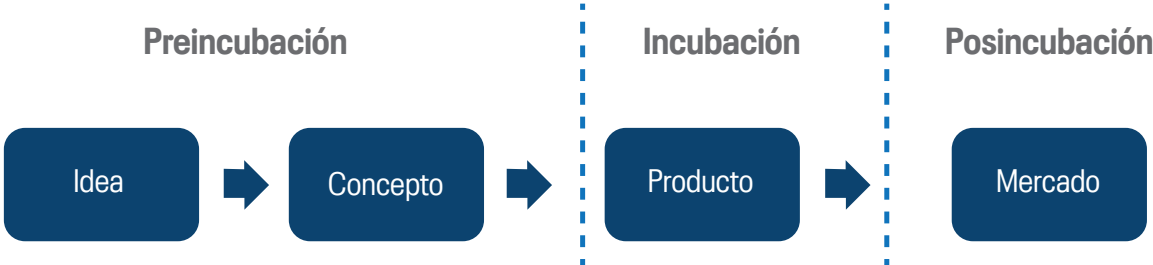 Preincubación
Incubación
Posincubación
Idea
Concepto
Producto
Mercado